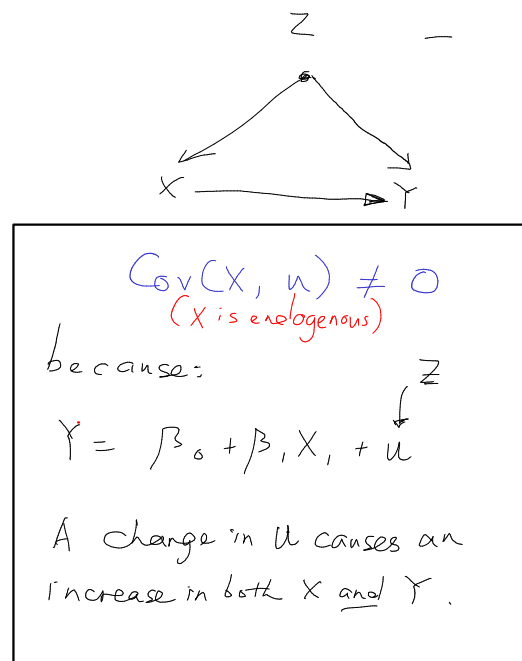 Z
X Y
Cov(X, u) ≠ 0
(X is endogenous)
because:
Z
Y = β₀ + β₁X₁ + u
A change in u causes an
increase in both X and Y.